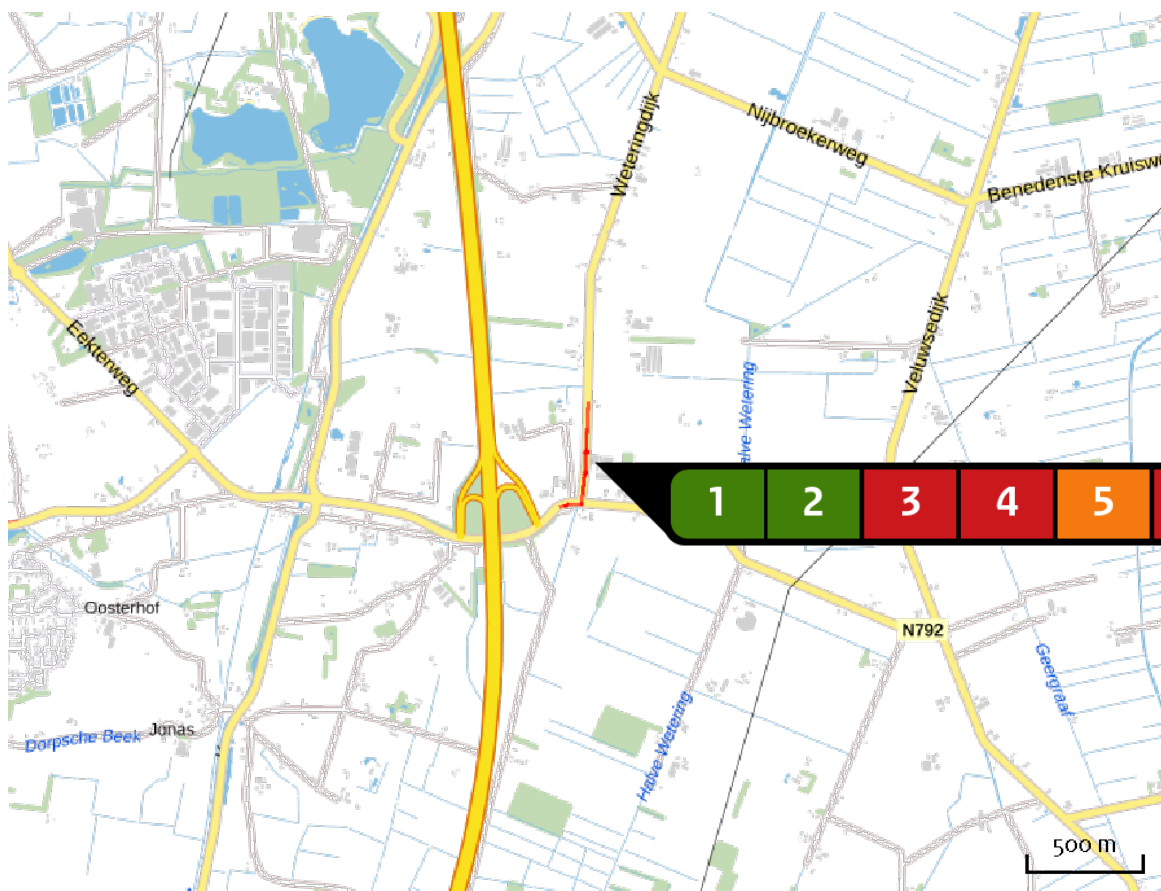 Weteringdijk
Nijbroekerweg
Benedenste Kruisw
Eekterweg
Veluwsedijk
alve Wetering
1 2 3 4 5
Oosterhof
N792
Geergraaf
Jonas
Dorpsche Beek
Halve Wetering
500 m